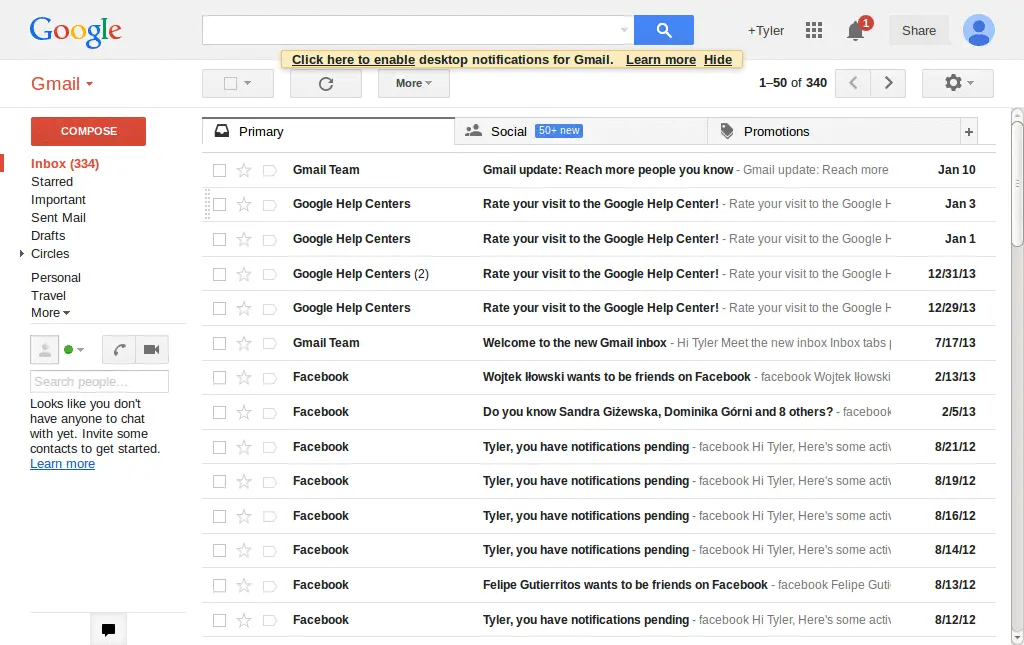 Google
+Tyler
1
Share
Click here to enable desktop notifications for Gmail. Learn more Hide
Gmail
More
1–50 of 340
COMPOSE
Inbox (334)
Starred
Important
Sent Mail
Drafts
Circles
Personal
Travel
More
Search people...
Looks like you don't
have anyone to chat
with yet. Invite some
contacts to get started.
Learn more
Primary
Social 50+ new
Promotions
+
Gmail Team Gmail update: Reach more people you know - Gmail update: Reach more Jan 10
Google Help Centers Rate your visit to the Google Help Center! - Rate your visit to the Google H Jan 3
Google Help Centers Rate your visit to the Google Help Center! - Rate your visit to the Google H Jan 1
Google Help Centers (2) Rate your visit to the Google Help Center! - Rate your visit to the Google H 12/31/13
Google Help Centers Rate your visit to the Google Help Center! - Rate your visit to the Google H 12/29/13
Gmail Team Welcome to the new Gmail inbox - Hi Tyler Meet the new inbox Inbox tabs 7/17/13
Facebook Wojtek Iłowski wants to be friends on Facebook - facebook Wojtek Iłowski 2/13/13
Facebook Do you know Sandra Giżewska, Dominika Górni and 8 others? - facebook 2/5/13
Facebook Tyler, you have notifications pending - facebook Hi Tyler, Here's some activ 8/21/12
Facebook Tyler, you have notifications pending - facebook Hi Tyler, Here's some activ 8/19/12
Facebook Tyler, you have notifications pending - facebook Hi Tyler, Here's some activ 8/16/12
Facebook Tyler, you have notifications pending - facebook Hi Tyler, Here's some activ 8/14/12
Facebook Felipe Gutierritos wants to be friends on Facebook - facebook Felipe Guti 8/13/12
Facebook Tyler, you have notifications pending - facebook Hi Tyler, Here's some activ 8/12/12